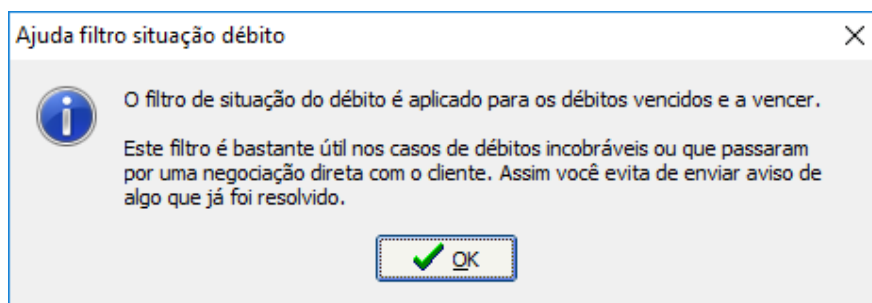 Ajuda filtro situação débito
O filtro de situação do débito é aplicado para os débitos vencidos e a vencer.
Este filtro é bastante útil nos casos de débitos incobráveis ou que passaram
por uma negociação direta com o cliente. Assim você evita de enviar aviso de
algo que já foi resolvido.
OK